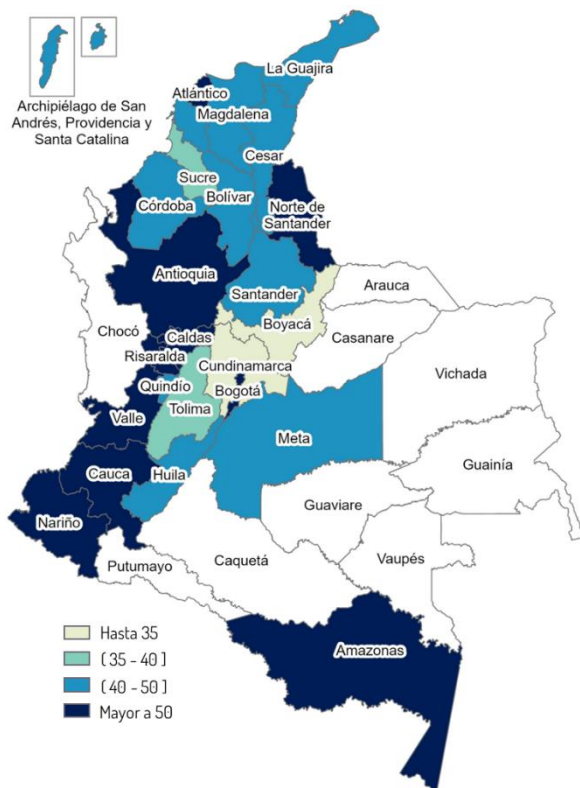 La Guajira
Atlántico
Magdalena
Archipiélago de San
Andrés, Providencia y
Santa Catalina
Cesar
Sucre
Bolívar
Córdoba
Norte de
Santander
Antioquia
Arauca
Santander
Boyacá
Chocó
Caldas
Casanare
Risaralda
Cundinamarca
Vichada
Quindío
Bogotá
Tolima
Valle
Meta
Guainía
Cauca
Huila
Guaviare
Nariño
Vaupés
Caquetá
Putumayo
Hasta 35
(35 - 40]
(40 - 50]
Mayor a 50
Amazonas